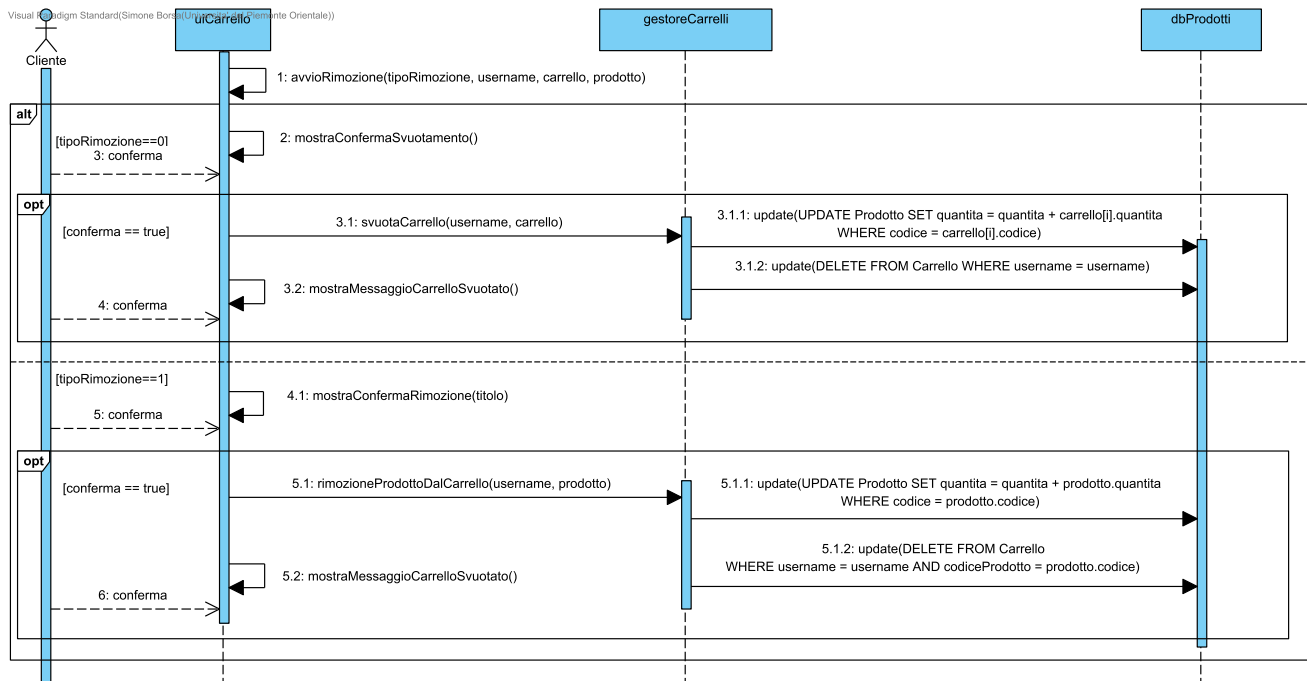 Visual Paradigm Standard(Simone Borsa(Universita' del Piemonte Orientale))
uiCarrello
gestoreCarrelli
dbProdotti
Cliente
1: avvioRimozione(tipoRimozione, username, carrello, prodotto)
alt
[tipoRimozione==0]
2: mostraConfermaSvuotamento()
3: conferma
opt
[conferma == true]
3.1: svuotaCarrello(username, carrello)
3.1.1: update(UPDATE Prodotto SET quantita = quantita + carrello[i].quantita
WHERE codice = carrello[i].codice)
3.1.2: update(DELETE FROM Carrello WHERE username = username)
3.2: mostraMessaggioCarrelloSvuotato()
4: conferma
[tipoRimozione==1]
4.1: mostraConfermaRimozione(titolo)
5: conferma
opt
[conferma == true]
5.1: rimozioneProdottoDalCarrello(username, prodotto)
5.1.1: update(UPDATE Prodotto SET quantita = quantita + prodotto.quantita
WHERE codice = prodotto.codice)
5.1.2: update(DELETE FROM Carrello
WHERE username = username AND codiceProdotto = prodotto.codice)
5.2: mostraMessaggioCarrelloSvuotato()
6: conferma